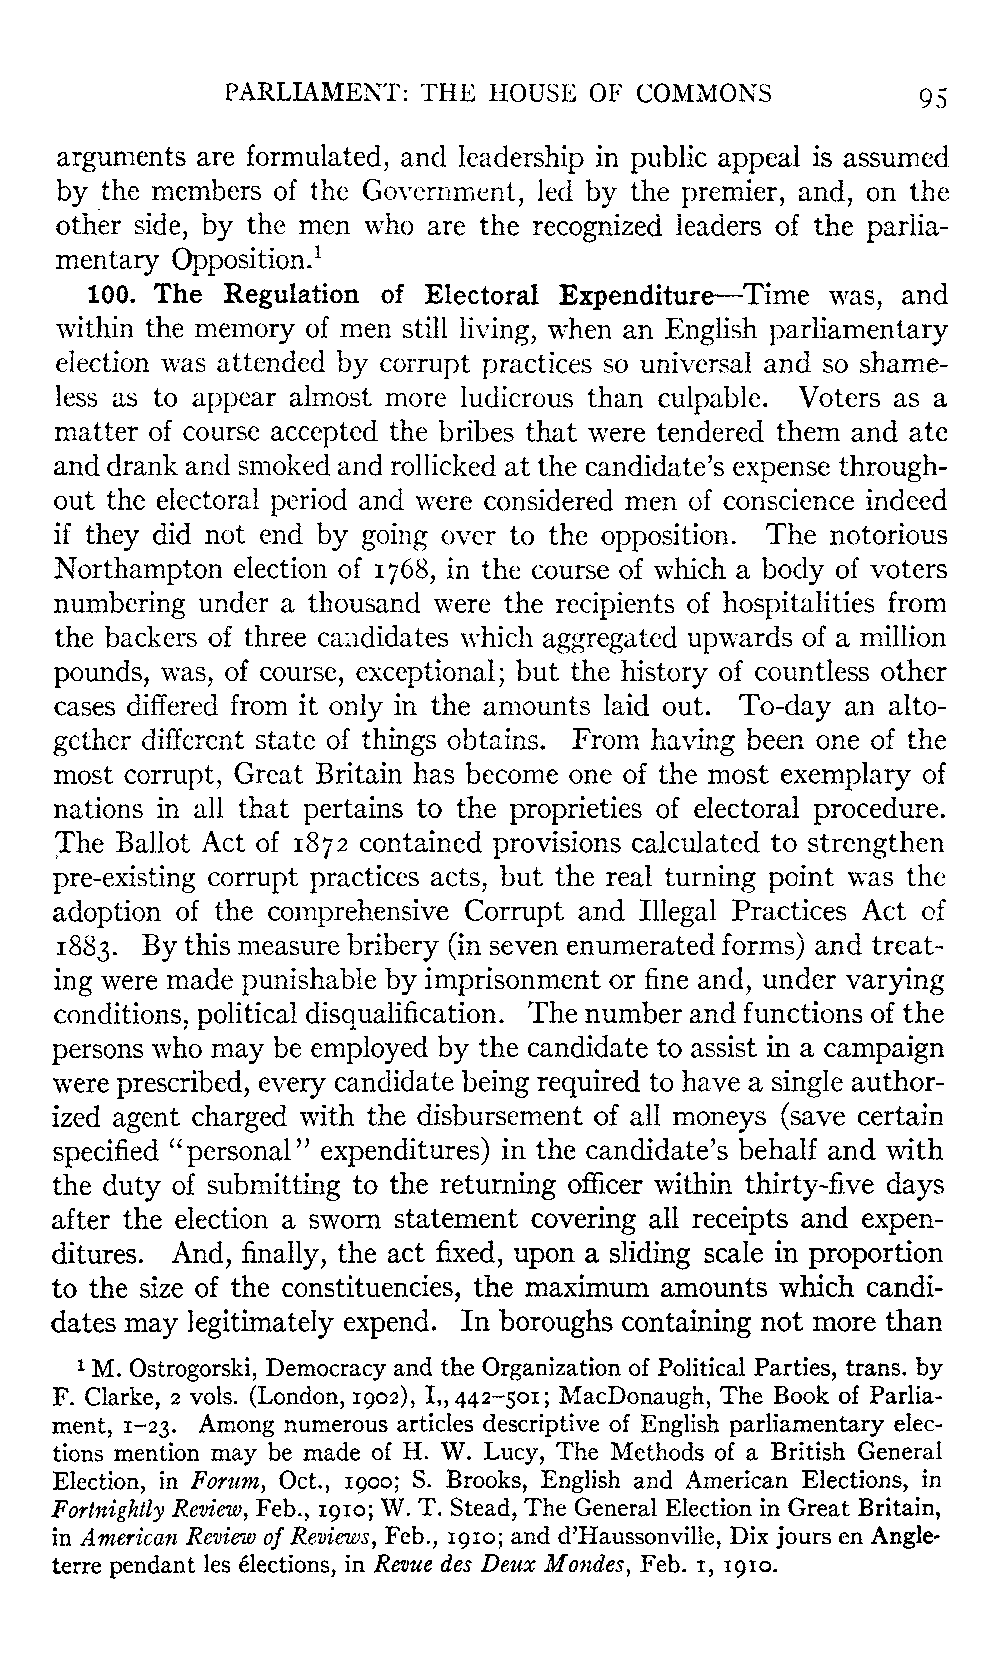 PARLIAMENT: THE HOUSE OF COMMONS 95
arguments are formulated, and leadership in public appeal is assumed
by the members of the Government, led by the premier, and, on the
other side, by the men who are the recognized leaders of the parlia-
mentary Opposition.¹
100. The Regulation of Electoral Expenditure—Time was, and
within the memory of men still living, when an English parliamentary
election was attended by corrupt practices so universal and so shame-
less as to appear almost more ludicrous than culpable. Voters as a
matter of course accepted the bribes that were tendered them and ate
and drank and smoked and rollicked at the candidate's expense through-
out the electoral period and were considered men of conscience indeed
if they did not end by going over to the opposition. The notorious
Northampton election of 1768, in the course of which a body of voters
numbering under a thousand were the recipients of hospitalities from
the backers of three candidates which aggregated upwards of a million
pounds, was, of course, exceptional; but the history of countless other
cases differed from it only in the amounts laid out. To-day an alto-
gether different state of things obtains. From having been one of the
most corrupt, Great Britain has become one of the most exemplary of
nations in all that pertains to the proprieties of electoral procedure.
The Ballot Act of 1872 contained provisions calculated to strengthen
pre-existing corrupt practices acts, but the real turning point was the
adoption of the comprehensive Corrupt and Illegal Practices Act of
1883. By this measure bribery (in seven enumerated forms) and treat-
ing were made punishable by imprisonment or fine and, under varying
conditions, political disqualification. The number and functions of the
persons who may be employed by the candidate to assist in a campaign
were prescribed, every candidate being required to have a single author-
ized agent charged with the disbursement of all moneys (save certain
specified "personal" expenditures) in the candidate's behalf and with
the duty of submitting to the returning officer within thirty-five days
after the election a sworn statement covering all receipts and expen-
ditures. And, finally, the act fixed, upon a sliding scale in proportion
to the size of the constituencies, the maximum amounts which candi-
dates may legitimately expend. In boroughs containing not more than
¹ M. Ostrogorski, Democracy and the Organization of Political Parties, trans. by
F. Clarke, 2 vols. (London, 1902), I., 442–501; MacDonaugh, The Book of Parlia-
ment, 1–23. Among numerous articles descriptive of English parliamentary elec-
tions mention may be made of H. W. Lucy, The Methods of a British General
Election, in Forum, Oct., 1900; S. Brooks, English and American Elections, in
Fortnightly Review, Feb., 1910; W. T. Stead, The General Election in Great Britain,
in American Review of Reviews, Feb., 1910; and d'Haussonville, Dix jours en Angle-
terre pendant les élections, in Revue des Deux Mondes, Feb. 1, 1910.